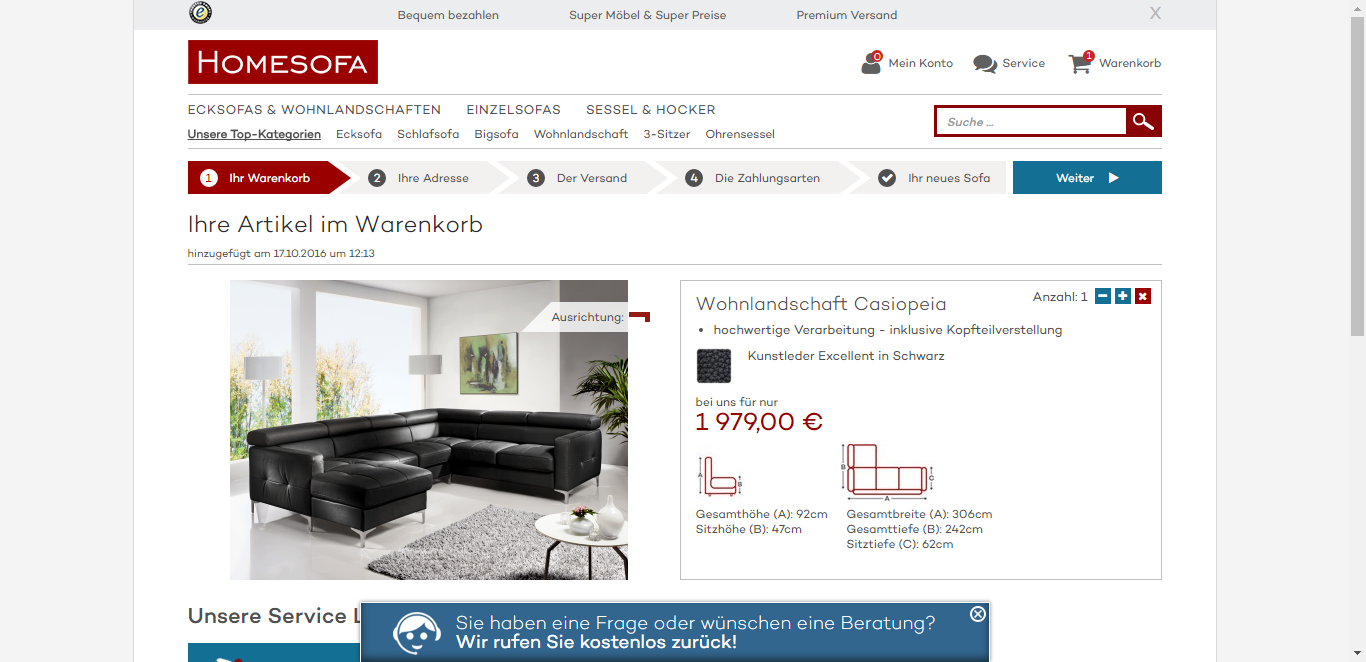 Bequem bezahlen
Super Möbel & Super Preise
Premium Versand
X
HOMESOFA
0
Mein Konto
Service
1
Warenkorb
ECKSOFAS & WOHNLANDSCHAFTEN
EINZELSOFAS
SESSEL & HOCKER
Unsere Top-Kategorien
Ecksofa
Schlafsofa
Bigsofa
Wohnlandschaft
3-Sitzer
Ohrensessel
Suche ...
1 Ihr Warenkorb
2 Ihre Adresse
3 Der Versand
4 Die Zahlungsarten
Ihr neues Sofa
Weiter
Ihre Artikel im Warenkorb
hinzugefügt am 17.10.2016 um 12:13
Ausrichtung:
Wohnlandschaft Casiopeia
Anzahl: 1
• hochwertige Verarbeitung - inklusive Kopfteilverstellung
Kunstleder Excellent in Schwarz
bei uns für nur
1 979,00 €
A
B
B
C
A
Gesamthöhe (A): 92cm
Sitzhöhe (B): 47cm
Gesamtbreite (A): 306cm
Gesamttiefe (B): 242cm
Sitztiefe (C): 62cm
Unsere Service
Sie haben eine Frage oder wünschen eine Beratung?
Wir rufen Sie kostenlos zurück!